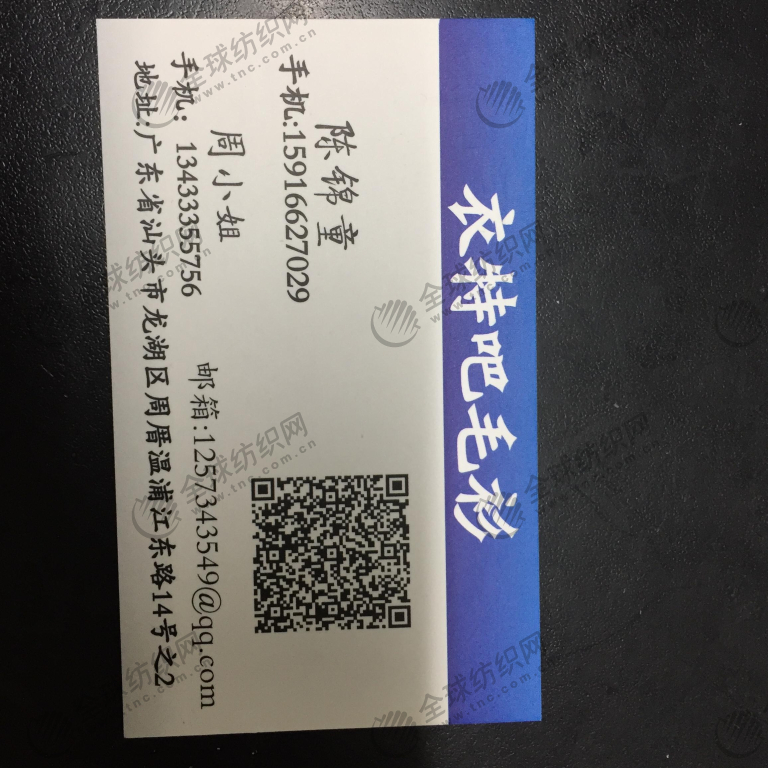 衣特吧毛衫
陈锦童
手机:15916627029
周小姐
手机: 13433355756
邮箱:1257343549@qq.com
地址:广东省汕头市龙湖区周厝温浦江东路14号之2
全球纺织网
www.tnc.com.cn